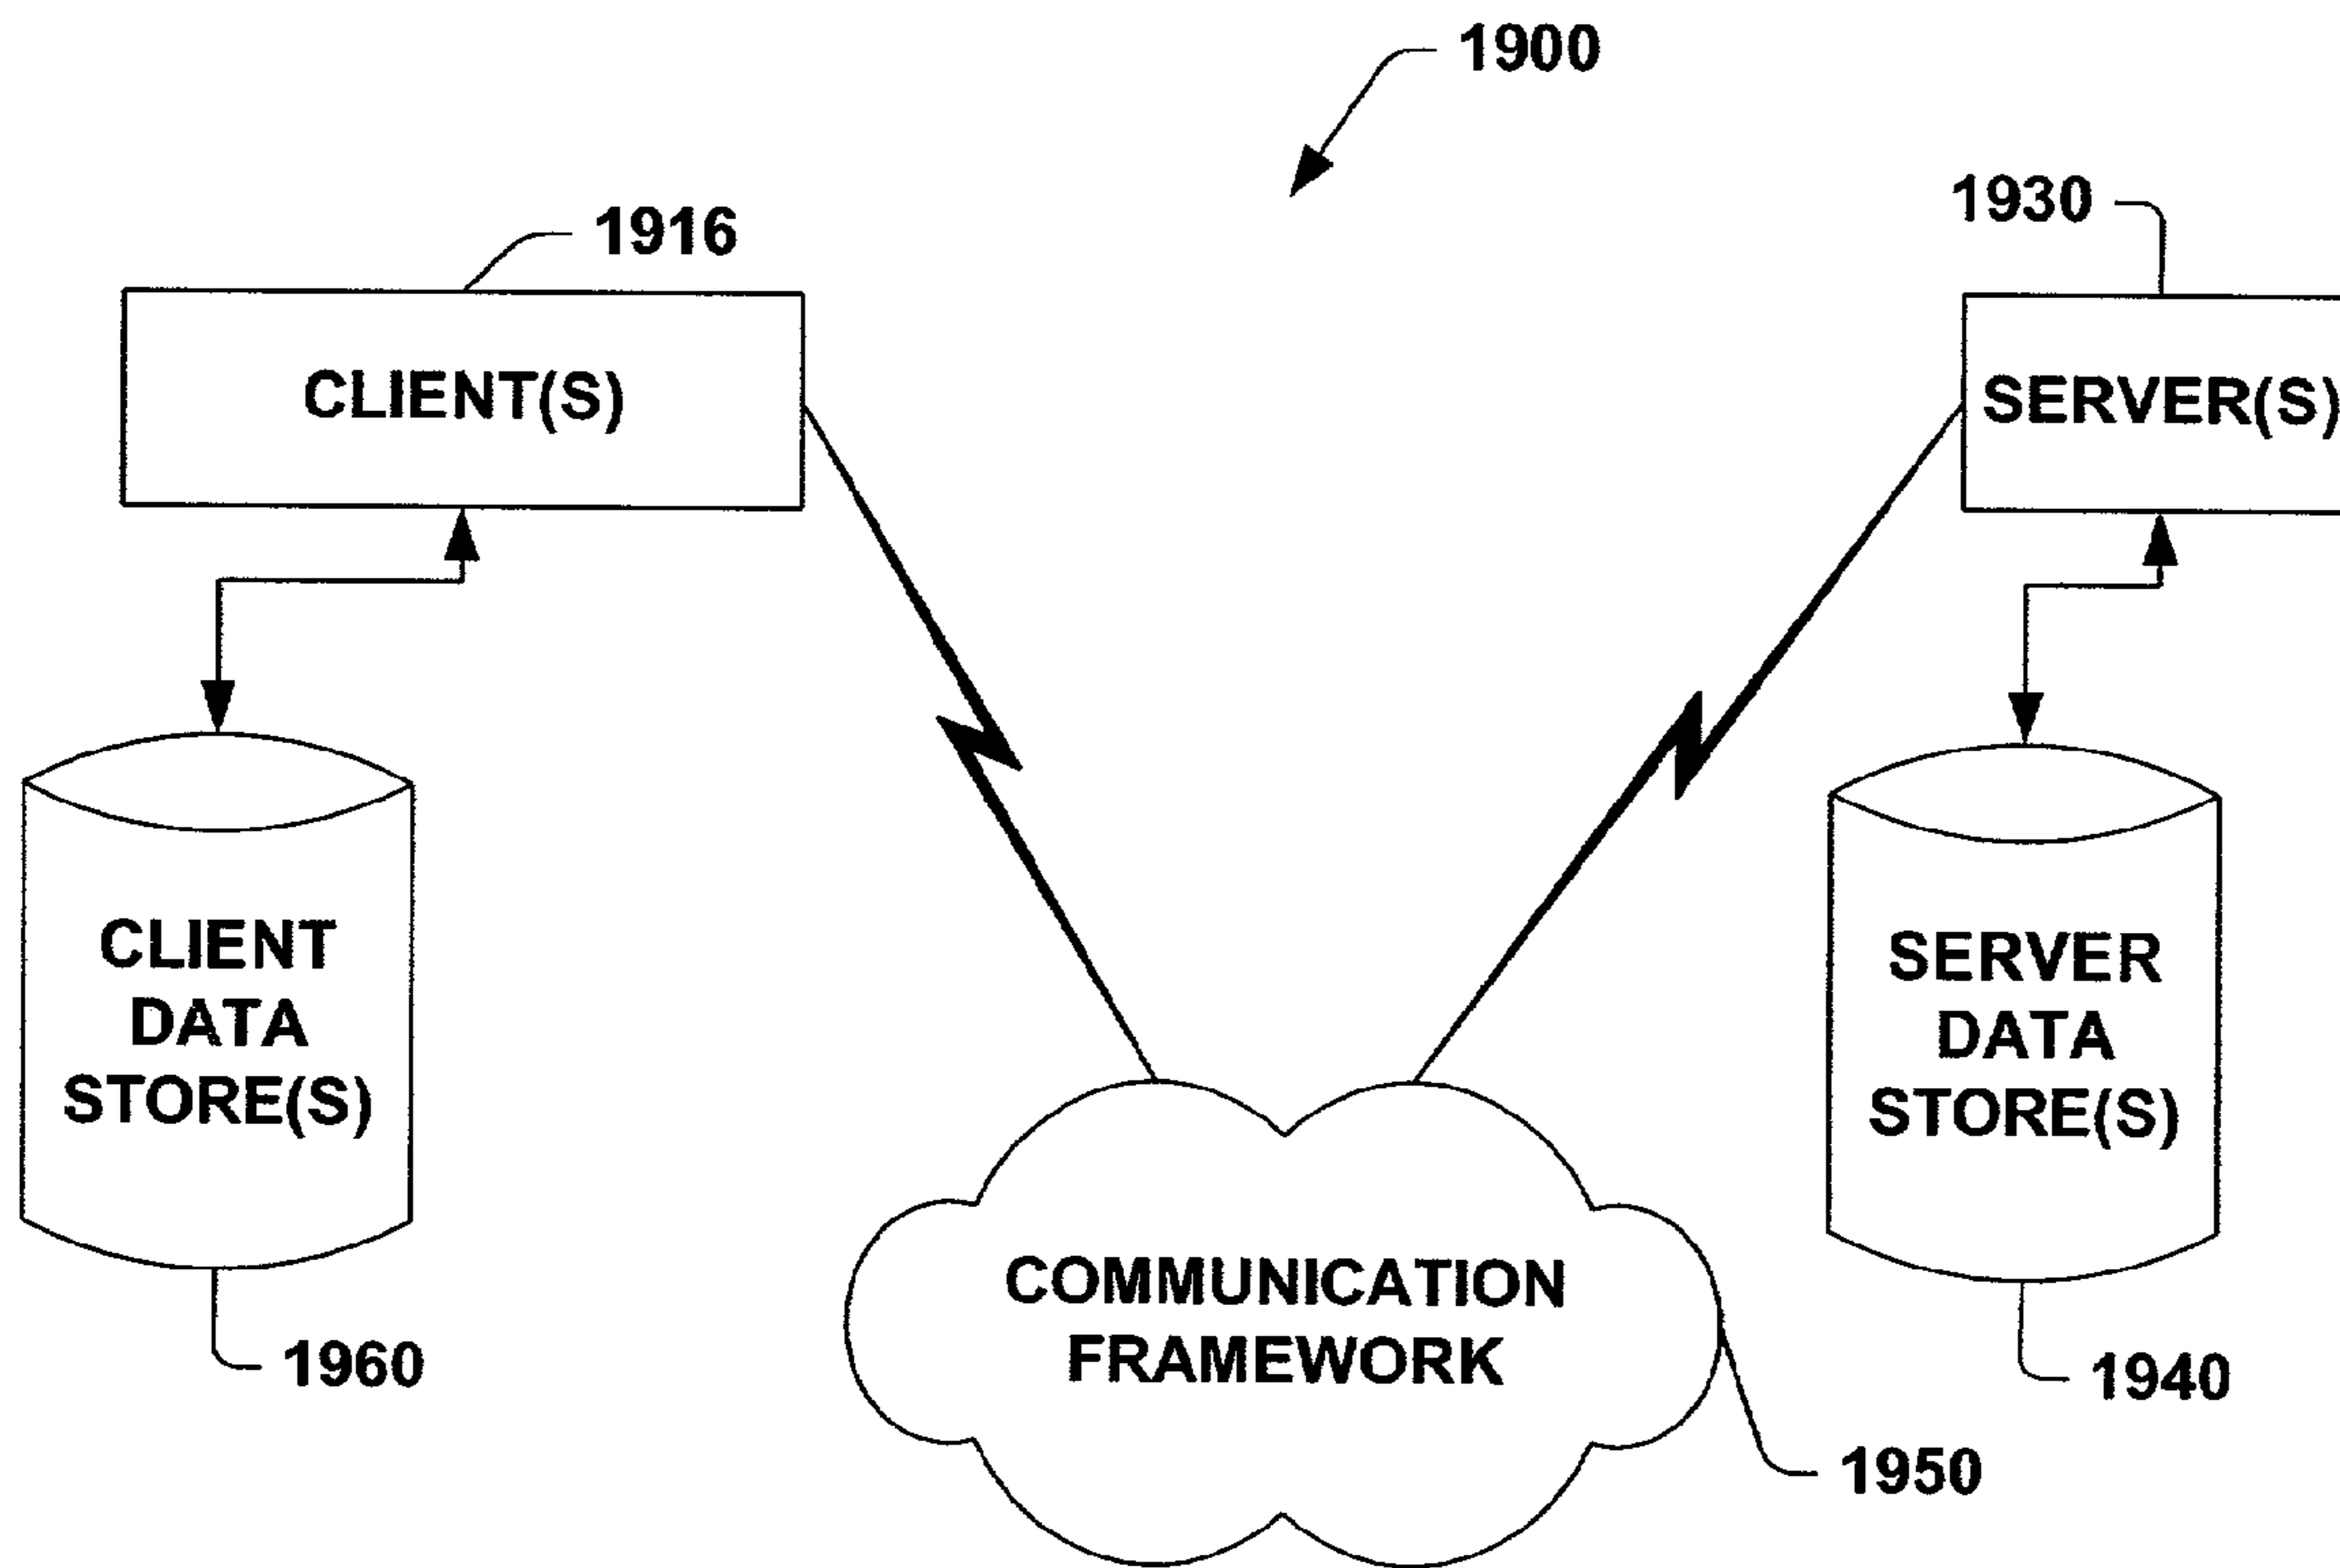 1900
1916
1930
CLIENT(S)
SERVER(S)
CLIENT
DATA
STORE(S)
SERVER
DATA
STORE(S)
COMMUNICATION
FRAMEWORK
1960
1940
1950